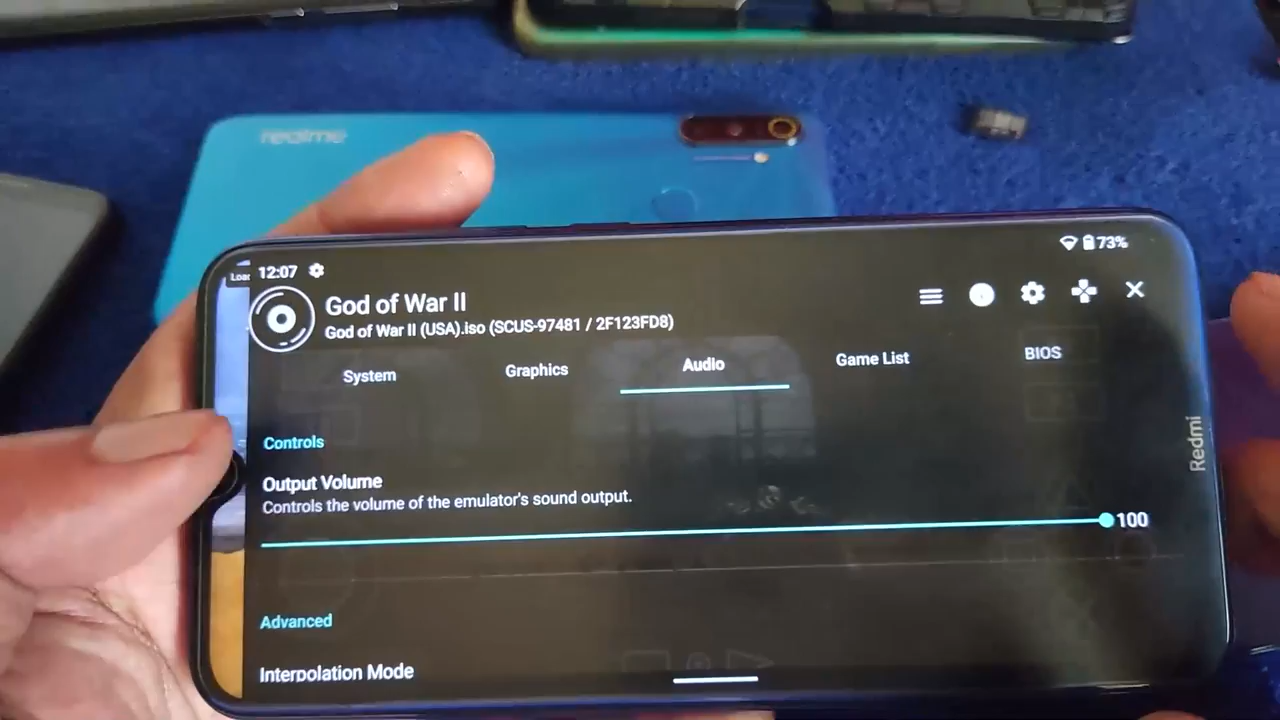 realme
12:07
73%
Load
God of War II
God of War II (USA).iso (SCUS-97481 / 2F123FD8)
System
Graphics
Audio
Game List
BIOS
Controls
Output Volume
Controls the volume of the emulator's sound output.
100
Advanced
Interpolation Mode
Redmi